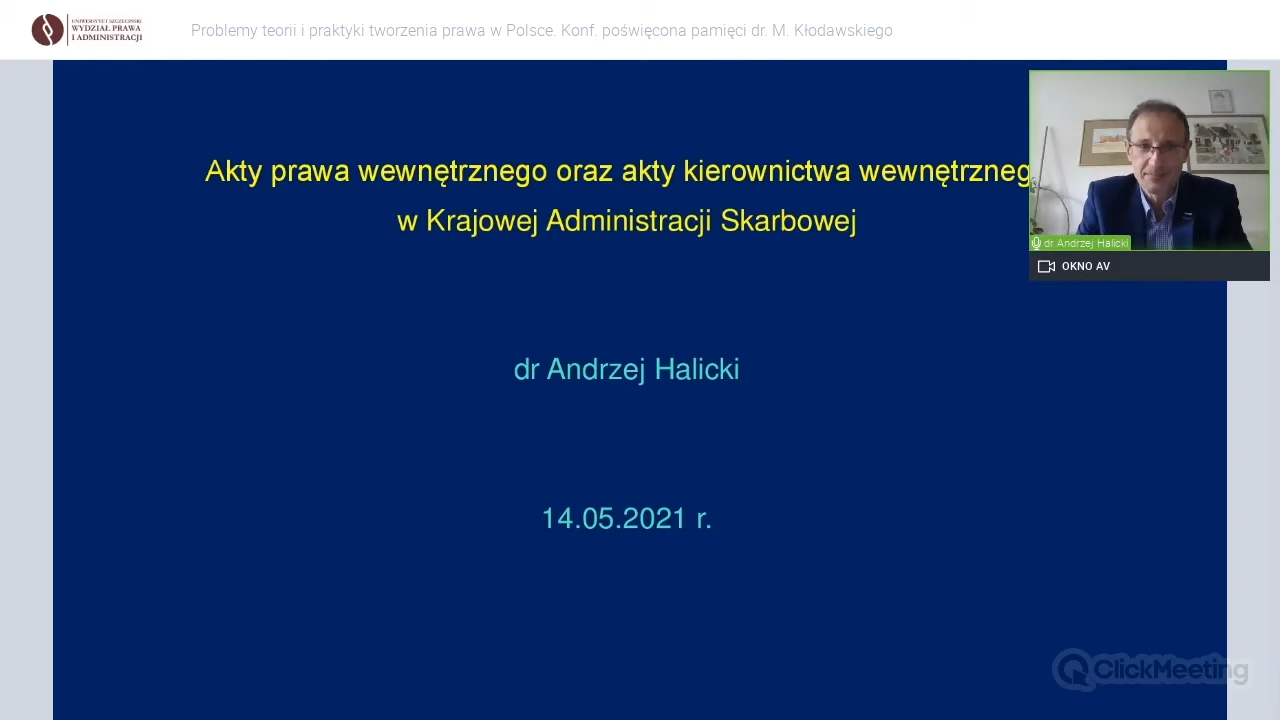 UNIWERSYTET SZCZECIŃSKI
WYDZIAŁ PRAWA
I ADMINISTRACJI
Problemy teorii i praktyki tworzenia prawa w Polsce. Konf. poświęcona pamięci dr. M. Kłodawskiego
Akty prawa wewnętrznego oraz akty kierownictwa wewnętrzneg
w Krajowej Administracji Skarbowej
dr Andrzej Halicki
OKNO AV
dr Andrzej Halicki
14.05.2021 r.
ClickMeeting